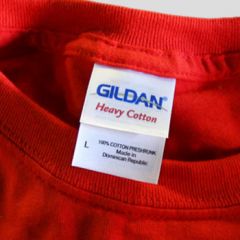 GILDAN
Heavy Cotton
L
100% COTTON PRESHRUNK
Made in
Dominican Republic